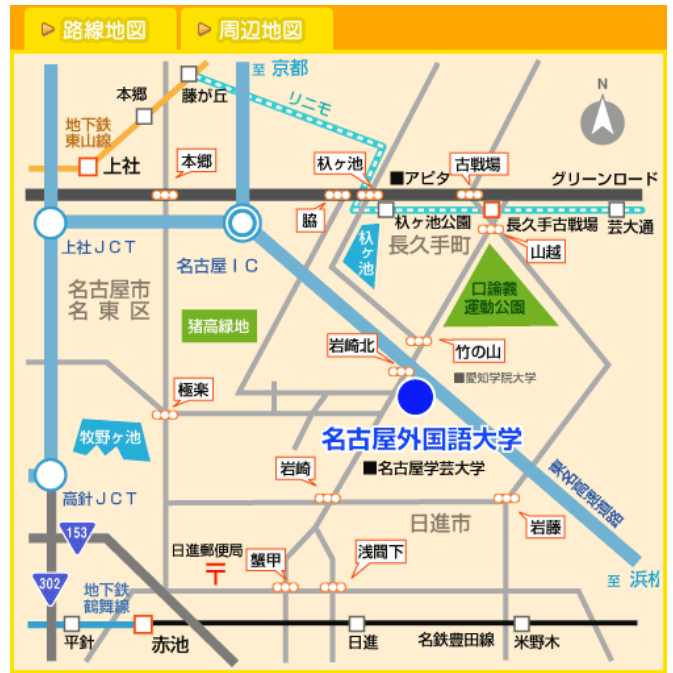 路線地図
周辺地図
至 京都
N
本郷
藤が丘
リニモ
地下鉄
東山線
上社
本郷
杁ヶ池
■アピタ
古戦場
グリーンロード
脇
杁ヶ池公園
長久手古戦場
芸大通
上社JCT
名古屋IC
杁ヶ池
長久手町
山越
名古屋市
名東区
猪高緑地
口論義
運動公園
岩崎北
竹の山
■愛知学院大学
極楽
牧野ヶ池
名古屋外国語大学
岩崎
■名古屋学芸大学
東名高速道路
高針JCT
日進市
岩藤
153
日進郵便局
〒
蟹甲
浅間下
302
地下鉄
鶴舞線
至 浜松
平針
赤池
日進
名鉄豊田線
米野木